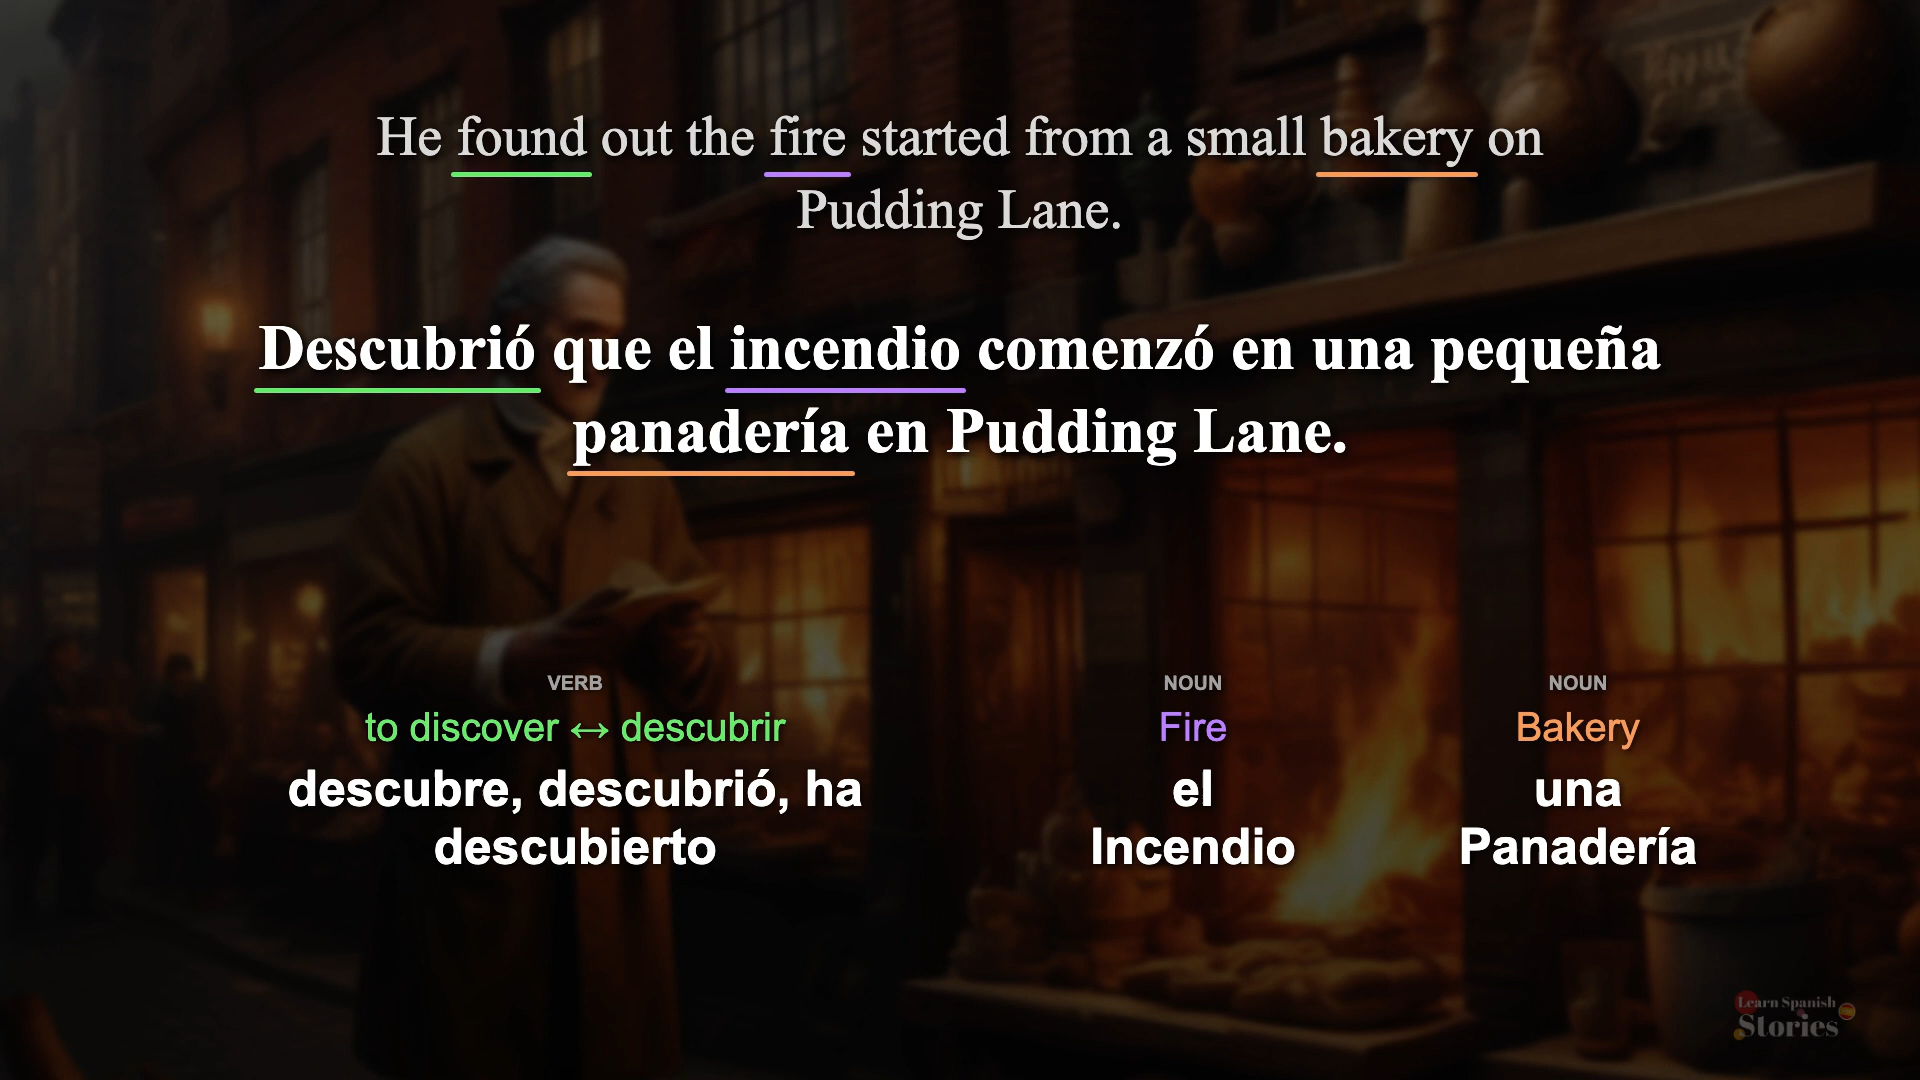 He found out the fire started from a small bakery on
Pudding Lane.
Descubrió que el incendio comenzó en una pequeña
panadería en Pudding Lane.
VERB
to discover ↔ descubrir
descubre, descubrió, ha
descubierto
NOUN
Fire
el
Incendio
NOUN
Bakery
una
Panadería
Learn Spanish
Stories